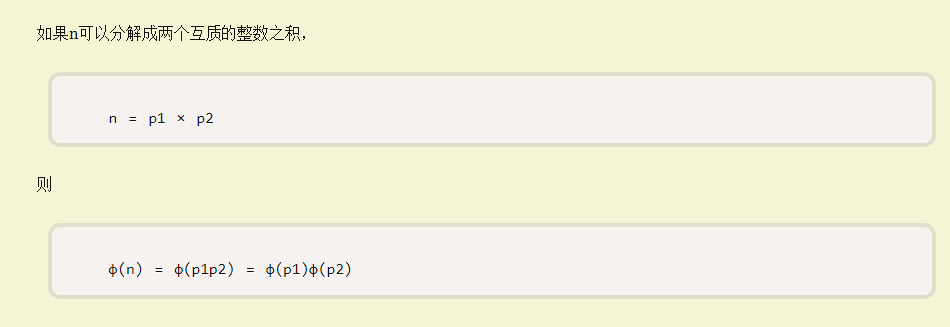 如果n可以分解成两个互质的整数之积，
n = p1 × p2
则
φ(n) = φ(p1p2) = φ(p1)φ(p2)